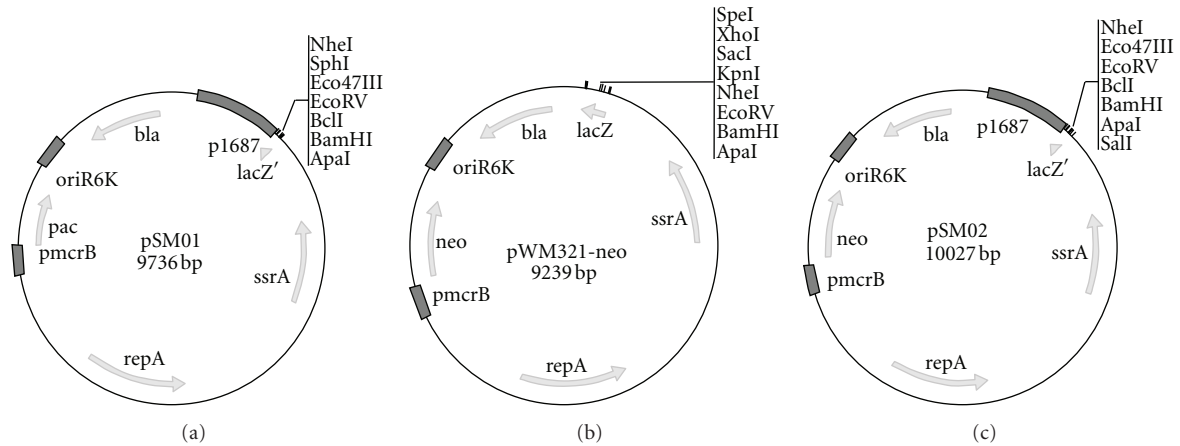 NheI
SphI
Eco47III
EcoRV
BclI
BamHI
ApaI
bla
p1687
lacZ′
oriR6K
pac
pmcrB
pSM01
9736 bp
ssrA
repA
(a)
SpeI
XhoI
SacI
KpnI
NheI
EcoRV
BamHI
ApaI
bla
lacZ
oriR6K
ssrA
neo
pWM321-neo
9239 bp
pmcrB
repA
(b)
NheI
Eco47III
EcoRV
BclI
BamHI
ApaI
SalI
bla
p1687
lacZ′
oriR6K
neo
pSM02
10027 bp
pmcrB
ssrA
repA
(c)